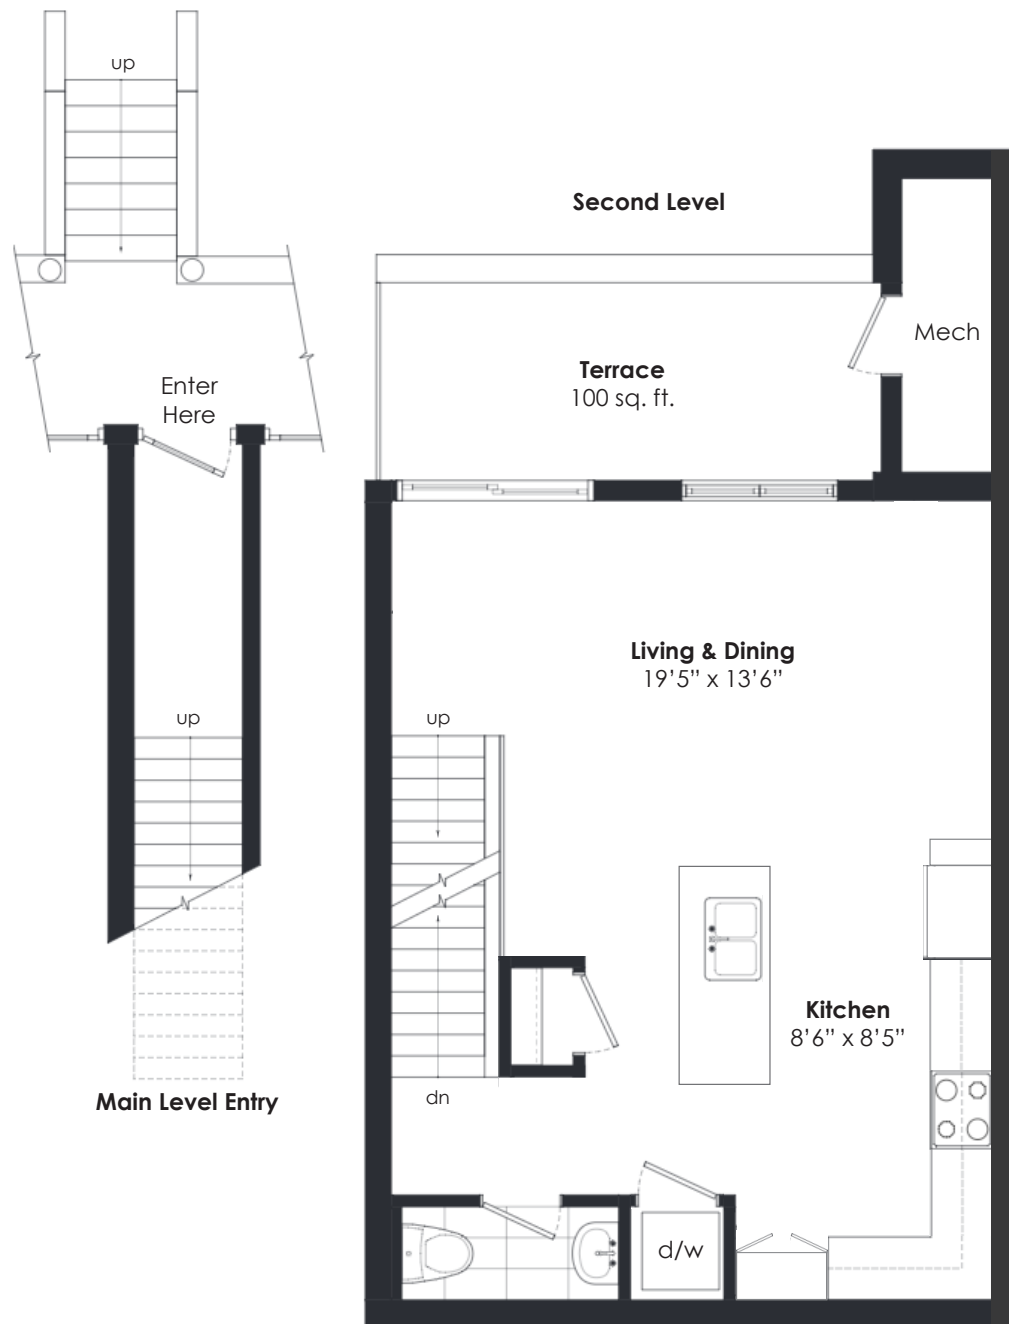 up
Enter
Here
up
Main Level Entry
Second Level
Terrace
100 sq. ft.
Mech
Living & Dining
19’5” x 13’6”
up
Kitchen
8’6” x 8’5”
dn
d/w